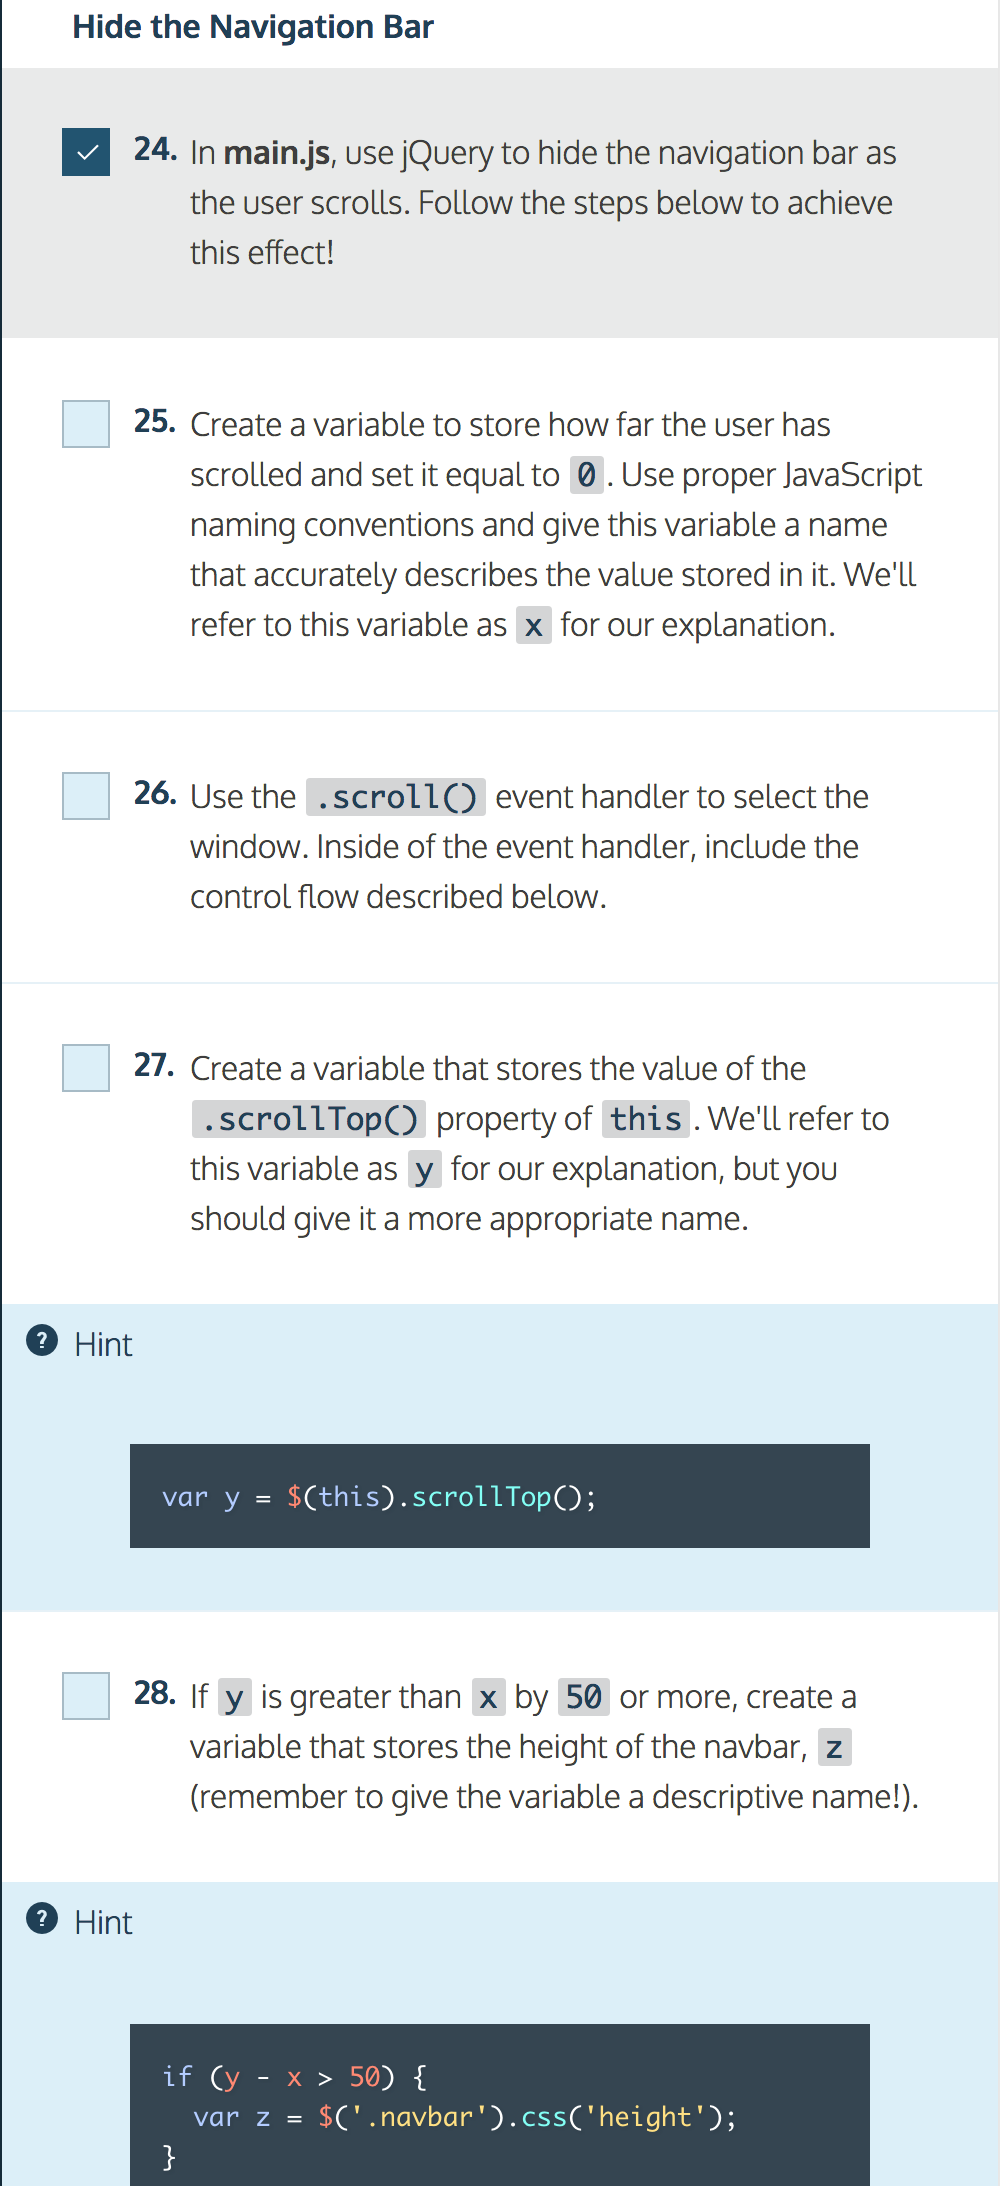 Hide the Navigation Bar
24. In main.js, use jQuery to hide the navigation bar as
the user scrolls. Follow the steps below to achieve
this effect!
25. Create a variable to store how far the user has
scrolled and set it equal to 0. Use proper JavaScript
naming conventions and give this variable a name
that accurately describes the value stored in it. We'll
refer to this variable as x for our explanation.
26. Use the .scroll() event handler to select the
window. Inside of the event handler, include the
control flow described below.
27. Create a variable that stores the value of the
.scrollTop() property of this. We'll refer to
this variable as y for our explanation, but you
should give it a more appropriate name.
? Hint
var y = $(this).scrollTop();
28. If y is greater than x by 50 or more, create a
variable that stores the height of the navbar, z
(remember to give the variable a descriptive name!).
? Hint
if (y - x > 50) {
  var z = $('.navbar').css('height');
}